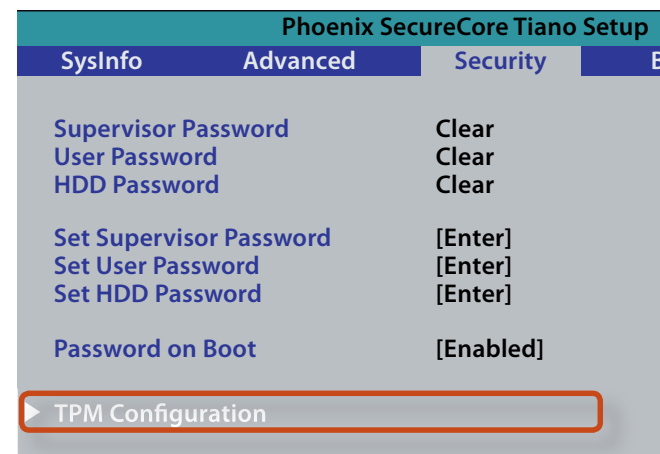 Phoenix SecureCore Tiano Setup
SysInfo Advanced Security B
Supervisor Password Clear
User Password Clear
HDD Password Clear
Set Supervisor Password [Enter]
Set User Password [Enter]
Set HDD Password [Enter]
Password on Boot [Enabled]
TPM Configuration